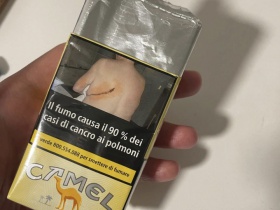 Il fumo causa il 90 % dei
casi di cancro ai polmoni
verde 800.554.088 per smettere di fumare
CAMEL